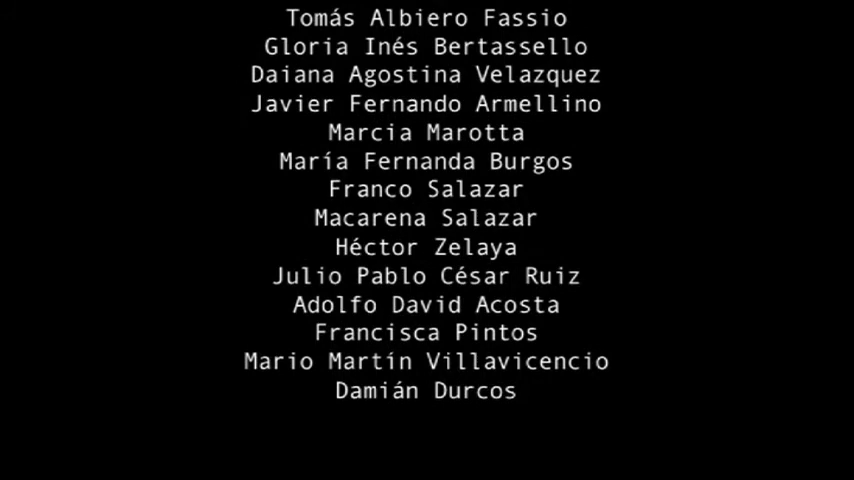 Tomás Albiero Fassio
Gloria Inés Bertassello
Daiana Agostina Velazquez
Javier Fernando Armellino
Marcia Marotta
María Fernanda Burgos
Franco Salazar
Macarena Salazar
Héctor Zelaya
Julio Pablo César Ruiz
Adolfo David Acosta
Francisca Pintos
Mario Martín Villavicencio
Damián Durcos